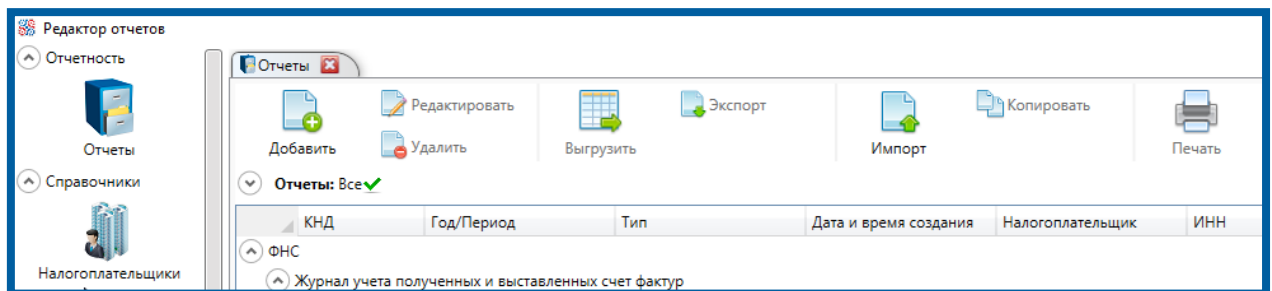 Редактор отчетов
Отчетность
Отчеты
Справочники
Налогоплательщики
Отчеты
Добавить
Редактировать
Удалить
Выгрузить
Экспорт
Импорт
Копировать
Печать
Отчеты: Все
КНД Год/Период Тип Дата и время создания Налогоплательщик ИНН
ФНС
Журнал учета полученных и выставленных счет фактур